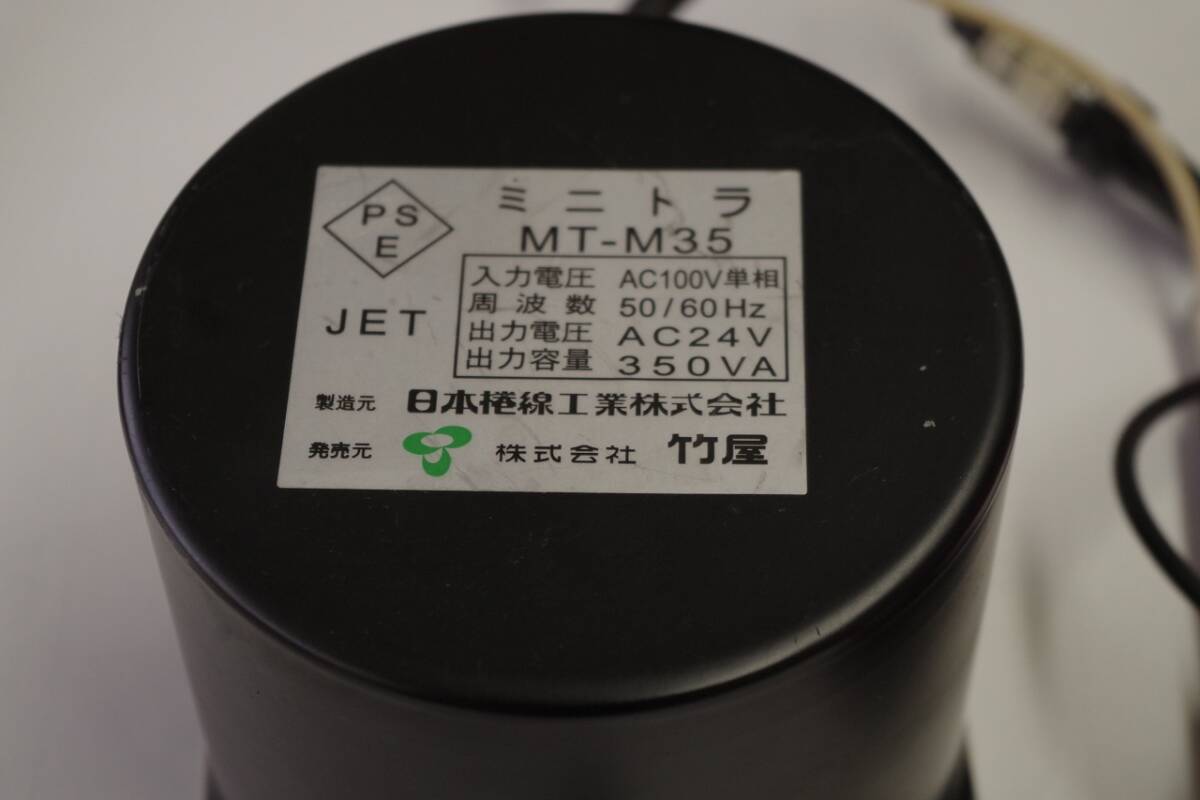 PS
E
JET
ミニトラ
MT-M35
入力電圧 AC100V単相
周波数 50/60Hz
出力電圧 AC24V
出力容量 350VA
製造元 日本捲線工業株式会社
発売元 株式会社 竹屋